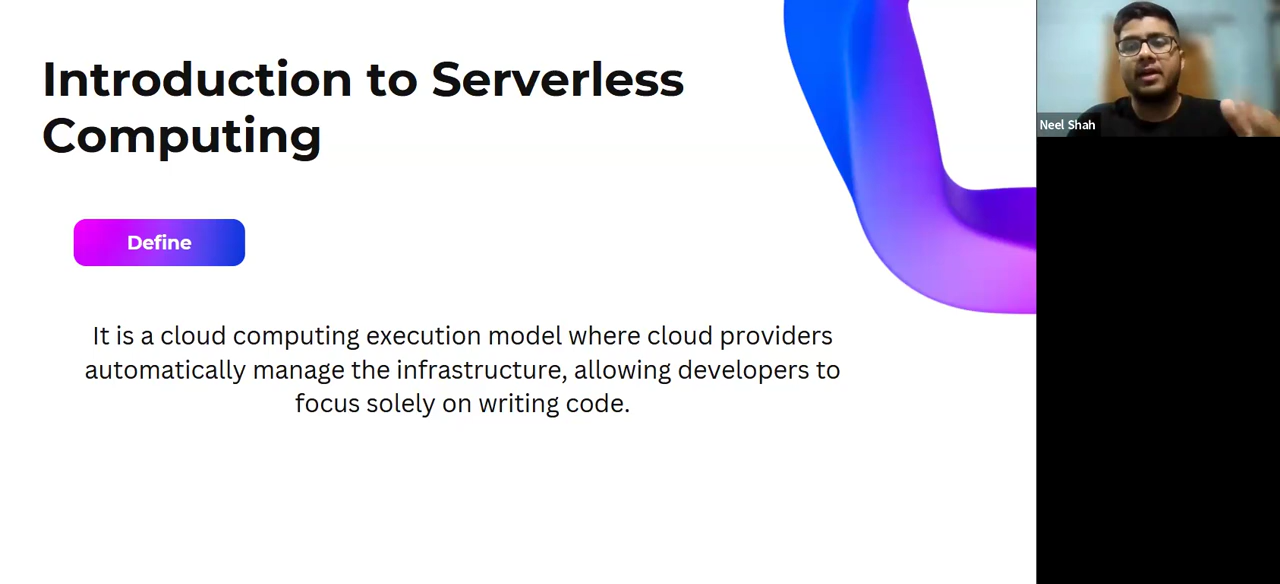 Introduction to Serverless
Computing
Define
It is a cloud computing execution model where cloud providers
automatically manage the infrastructure, allowing developers to
focus solely on writing code.
Neel Shah